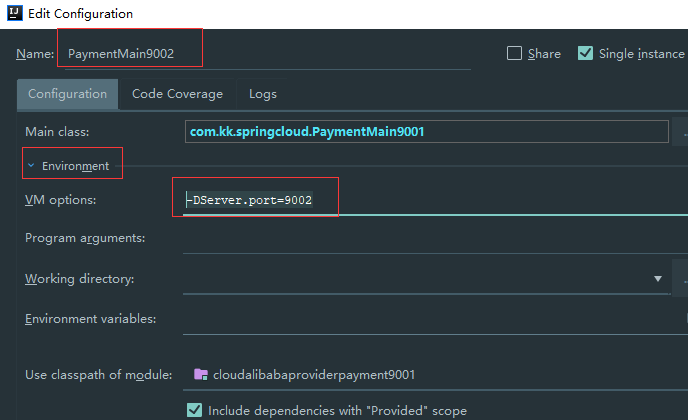 IJ Edit Configuration
Name: PaymentMain9002 Share Single instance
Configuration Code Coverage Logs
Main class: com.kk.springcloud.PaymentMain9001 ...
Environment
VM options: -DServer.port=9002
Program arguments:
Working directory:
Environment variables:
Use classpath of module: cloudalibabaproviderpayment9001
Include dependencies with "Provided" scope